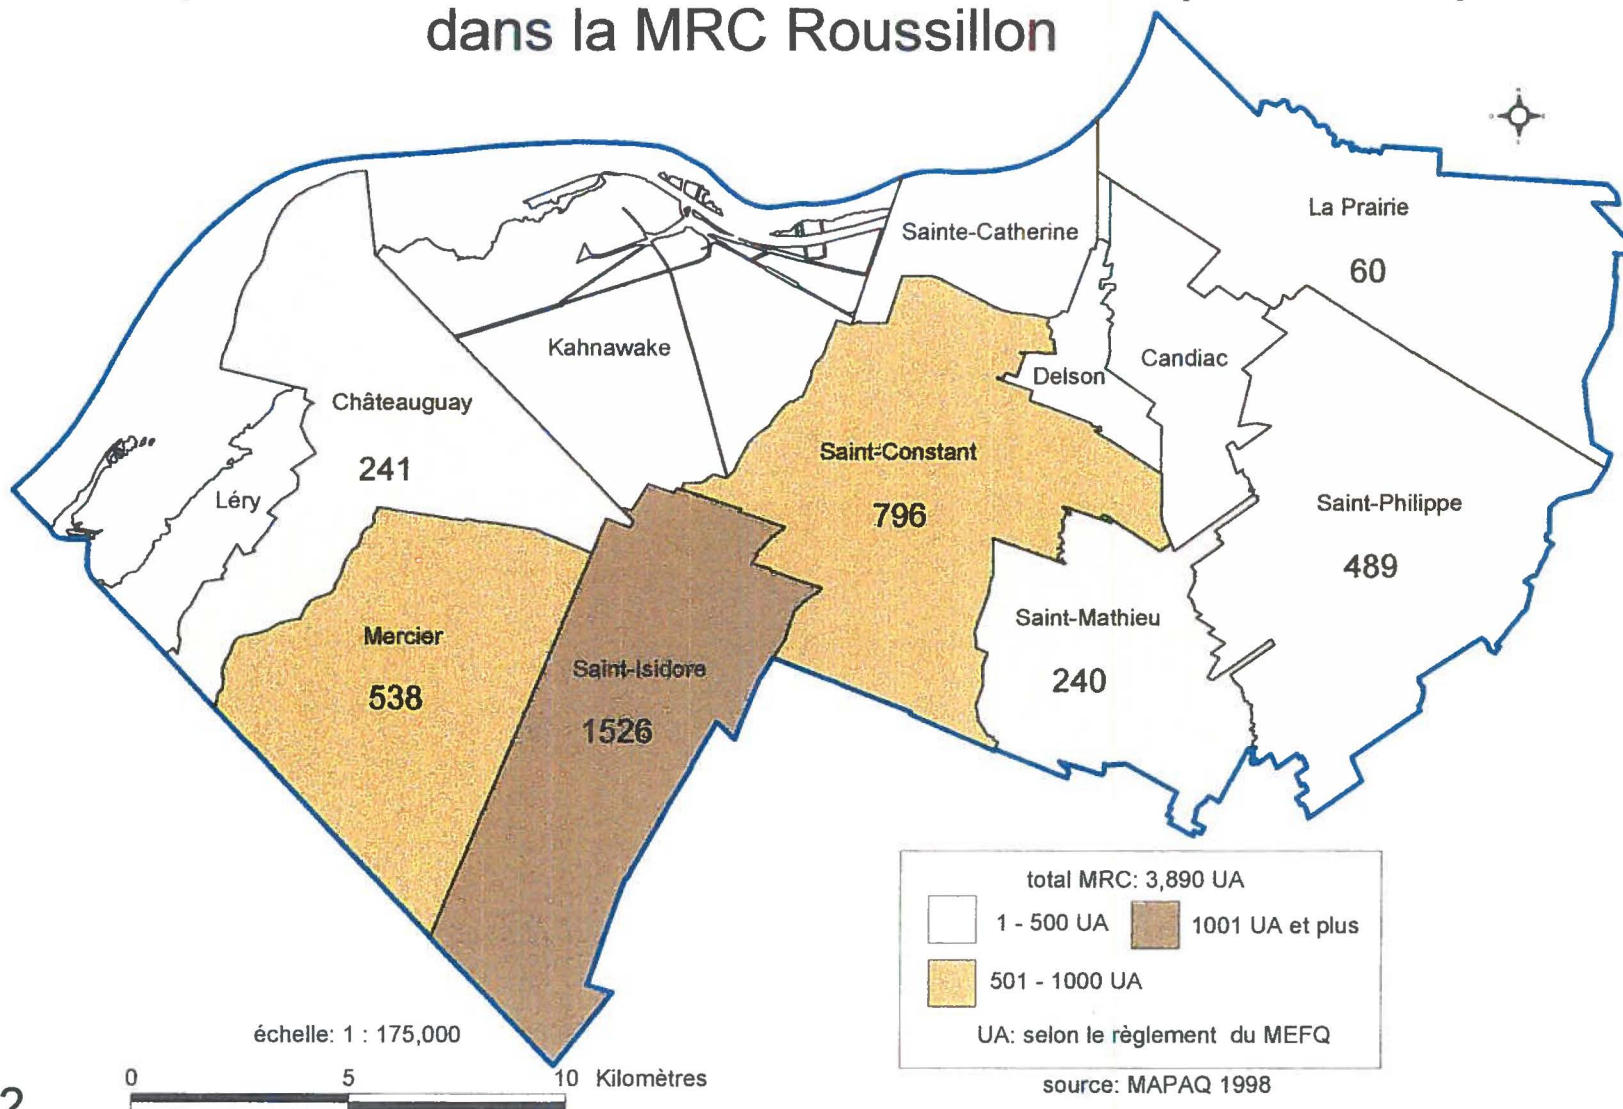 dans la MRC Roussillon
La Prairie
60
Sainte-Catherine
Kahnawake
Candiac
Delson
Châteauguay
241
Léry
Saint-Constant
796
Saint-Philippe
489
Mercier
538
Saint-Isidore
1526
Saint-Mathieu
240
total MRC: 3,890 UA
1 - 500 UA
1001 UA et plus
501 - 1000 UA
UA: selon le règlement du MEFQ
source: MAPAQ 1998
échelle: 1 : 175,000
0 5 10 Kilomètres
2